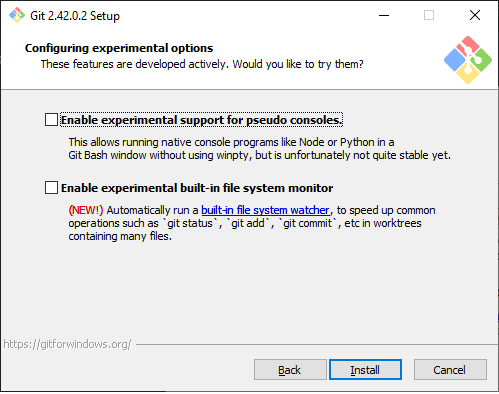 Git 2.42.0.2 Setup
Configuring experimental options
These features are developed actively. Would you like to try them?
Enable experimental support for pseudo consoles.
This allows running native console programs like Node or Python in a
Git Bash window without using winpty, but is unfortunately not quite stable yet.
Enable experimental built-in file system monitor
(NEW!) Automatically run a built-in file system watcher, to speed up common
operations such as `git status`, `git add`, `git commit`, etc in worktrees
containing many files.
https://gitforwindows.org/
Back Install Cancel